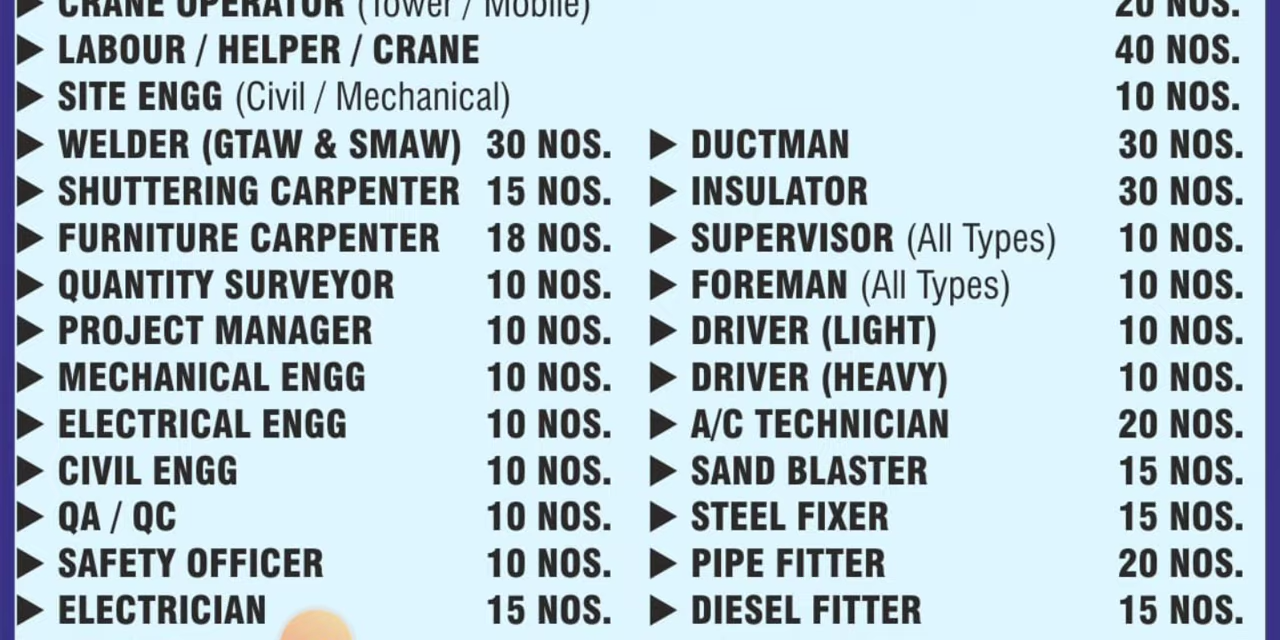 ▶ CRANE OPERATOR (Tower / Mobile) 20 NOS.
▶ LABOUR / HELPER / CRANE 40 NOS.
▶ SITE ENGG (Civil / Mechanical) 10 NOS.
▶ WELDER (GTAW & SMAW) 30 NOS. ▶ DUCTMAN 30 NOS.
▶ SHUTTERING CARPENTER 15 NOS. ▶ INSULATOR 30 NOS.
▶ FURNITURE CARPENTER 18 NOS. ▶ SUPERVISOR (All Types) 10 NOS.
▶ QUANTITY SURVEYOR 10 NOS. ▶ FOREMAN (All Types) 10 NOS.
▶ PROJECT MANAGER 10 NOS. ▶ DRIVER (LIGHT) 10 NOS.
▶ MECHANICAL ENGG 10 NOS. ▶ DRIVER (HEAVY) 10 NOS.
▶ ELECTRICAL ENGG 10 NOS. ▶ A/C TECHNICIAN 20 NOS.
▶ CIVIL ENGG 10 NOS. ▶ SAND BLASTER 15 NOS.
▶ QA / QC 10 NOS. ▶ STEEL FIXER 15 NOS.
▶ SAFETY OFFICER 10 NOS. ▶ PIPE FITTER 20 NOS.
▶ ELECTRICIAN 15 NOS. ▶ DIESEL FITTER 15 NOS.